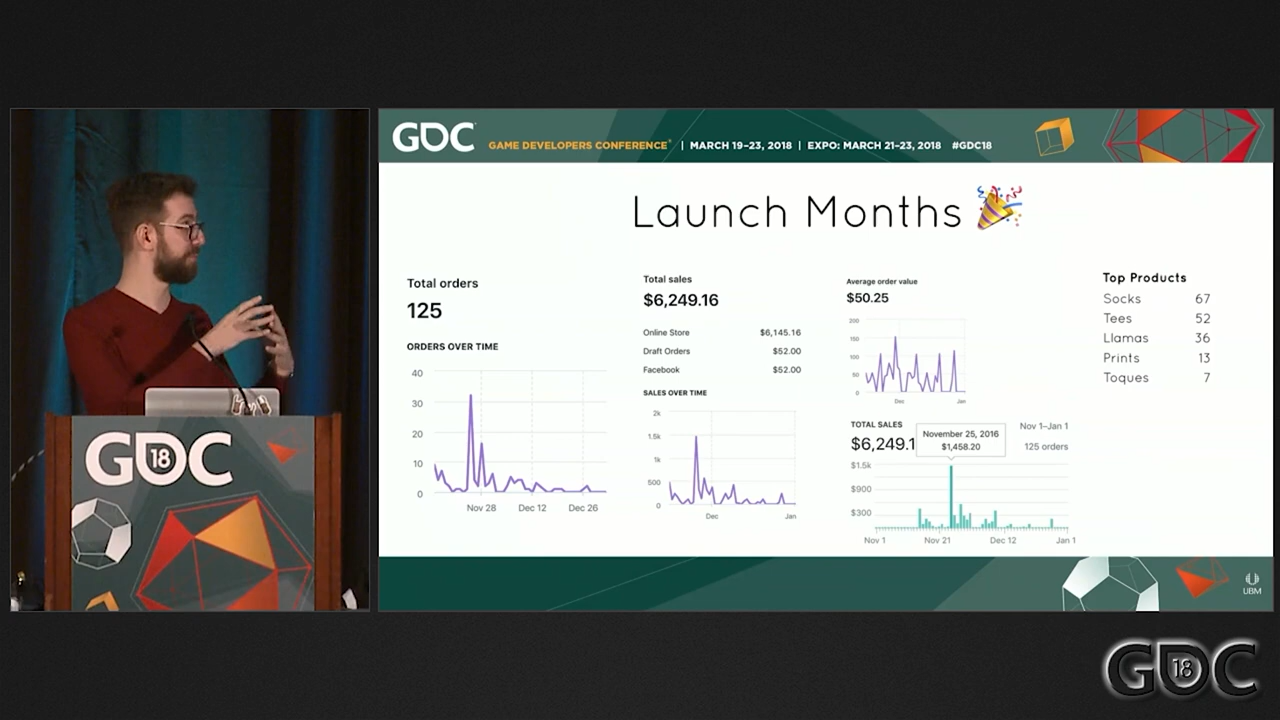 GDC
GAME DEVELOPERS CONFERENCE® | MARCH 19–23, 2018 | EXPO: MARCH 21–23, 2018 #GDC18
Launch Months
Total orders
125
ORDERS OVER TIME
40
30
20
10
0
Nov 28
Dec 12
Dec 26
Total sales
$6,249.16
Online Store $6,145.16
Draft Orders $52.00
Facebook $52.00
SALES OVER TIME
2k
1.5k
1k
500
0
Dec
Jan
Average order value
$50.25
200
150
100
50
0
Dec
Jan
TOTAL SALES
$6,249.1
Nov 1–Jan 1
125 orders
November 25, 2016
$1,458.20
$1.5k
$900
$300
Nov 1
Nov 21
Dec 12
Jan 1
Top Products
Socks 67
Tees 52
Llamas 36
Prints 13
Toques 7
UBM
GDC
18
GDC
18